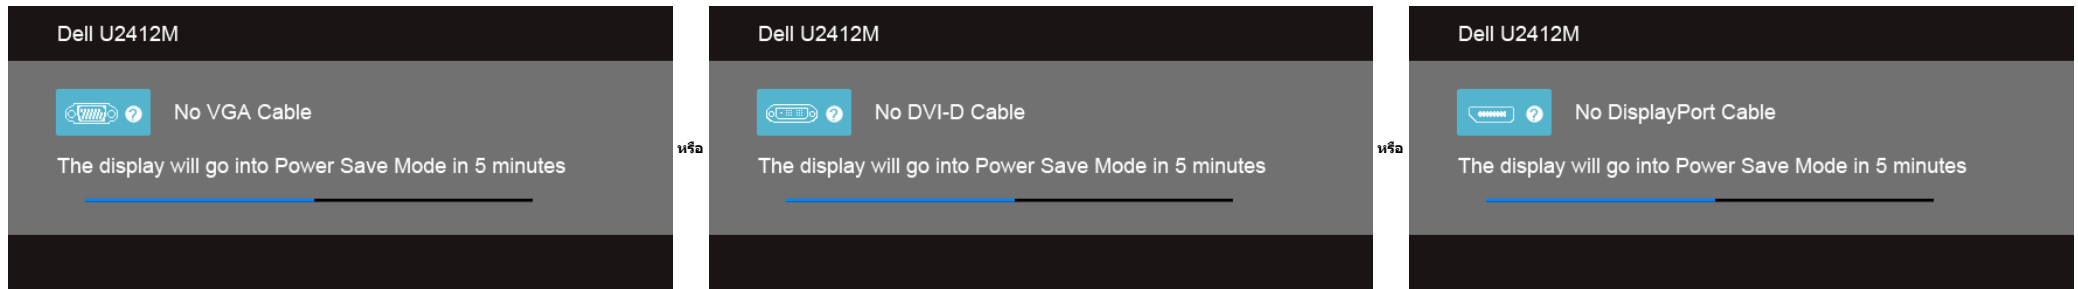 Dell U2412M
No VGA Cable
The display will go into Power Save Mode in 5 minutes
หรือ
Dell U2412M
No DVI-D Cable
The display will go into Power Save Mode in 5 minutes
หรือ
Dell U2412M
No DisplayPort Cable
The display will go into Power Save Mode in 5 minutes